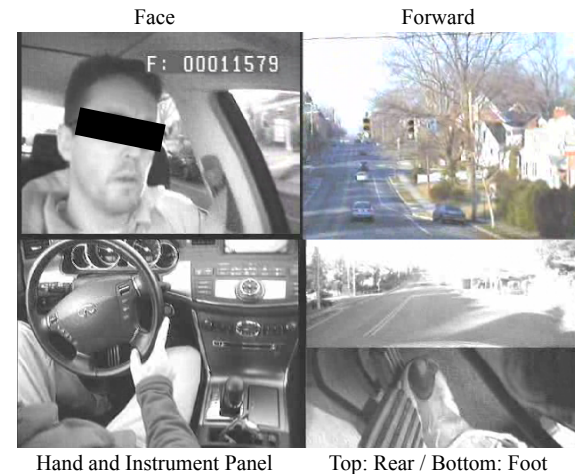 Face
Forward
F: 00011579
Hand and Instrument Panel
Top: Rear / Bottom: Foot